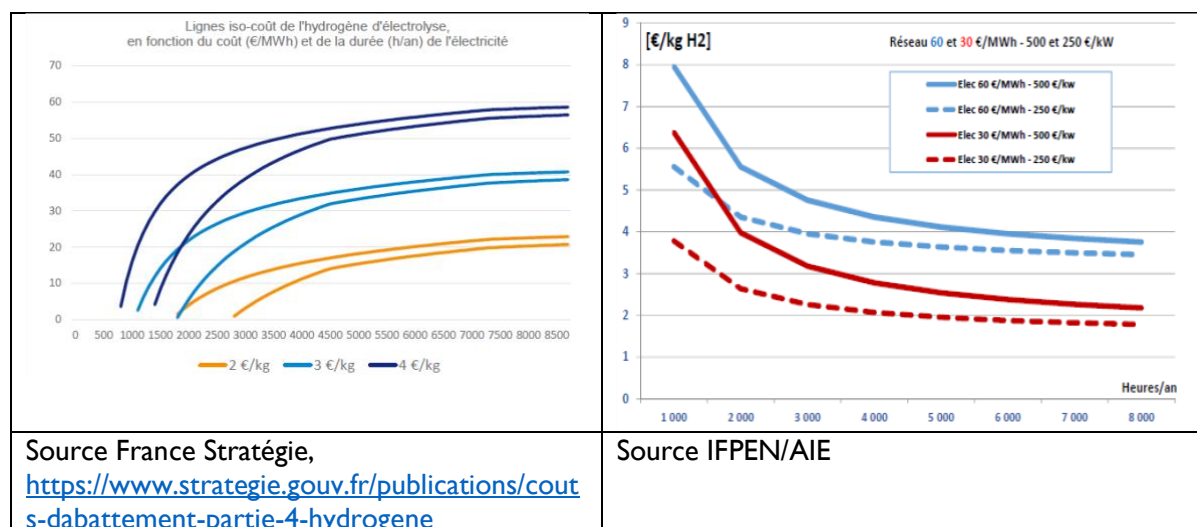 Lignes iso-coût de l'hydrogène d'électrolyse,
en fonction du coût (€/MWh) et de la durée (h/an) de l'électricité
70
60
50
40
30
20
10
0
0 500 1000 1500 2000 2500 3000 3500 4000 4500 5000 5500 6000 6500 7000 7500 8000 8500
2 €/kg 3 €/kg 4 €/kg
9
[€/kg H2]
Réseau 60 et 30 €/MWh - 500 et 250 €/kW
8
Elec 60 €/MWh - 500 €/kw
Elec 60 €/MWh - 250 €/kw
Elec 30 €/MWh - 500 €/kw
Elec 30 €/MWh - 250 €/kw
7
6
5
4
3
2
1
0
Heures/an
1 000 2 000 3 000 4 000 5 000 6 000 7 000 8 000
Source France Stratégie,
https://www.strategie.gouv.fr/publications/cout
s-dabattement-partie-4-hydrogene
Source IFPEN/AIE